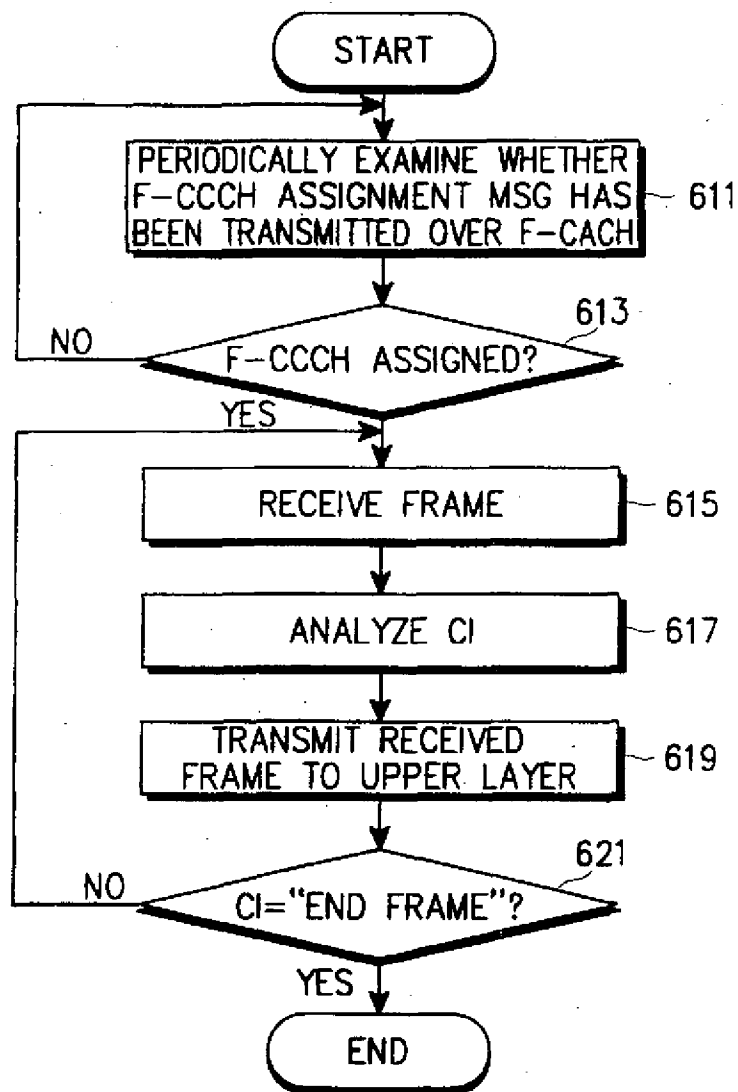 START
PERIODICALLY EXAMINE WHETHER
F-CCCH ASSIGNMENT MSG HAS
BEEN TRANSMITTED OVER F-CACH
611
613
NO
F-CCCH ASSIGNED?
YES
RECEIVE FRAME
615
ANALYZE CI
617
TRANSMIT RECEIVED
FRAME TO UPPER LAYER
619
621
NO
CI="END FRAME"?
YES
END